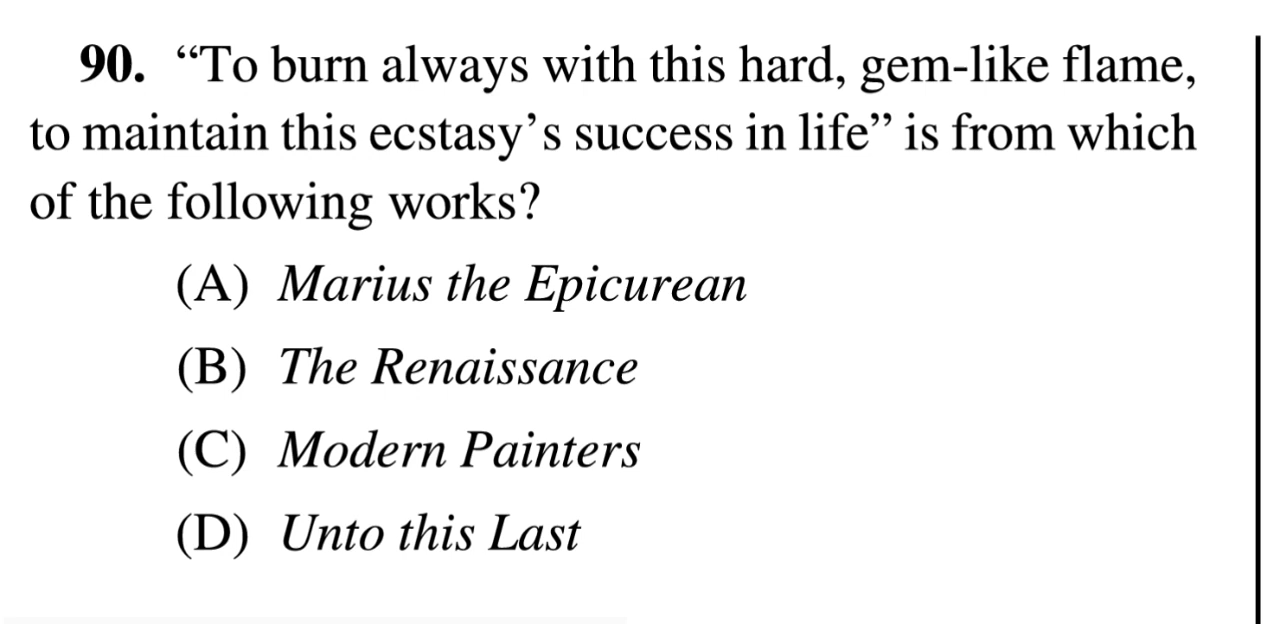 90. “To burn always with this hard, gem-like flame,
to maintain this ecstasy’s success in life” is from which
of the following works?
(A) Marius the Epicurean
(B) The Renaissance
(C) Modern Painters
(D) Unto this Last